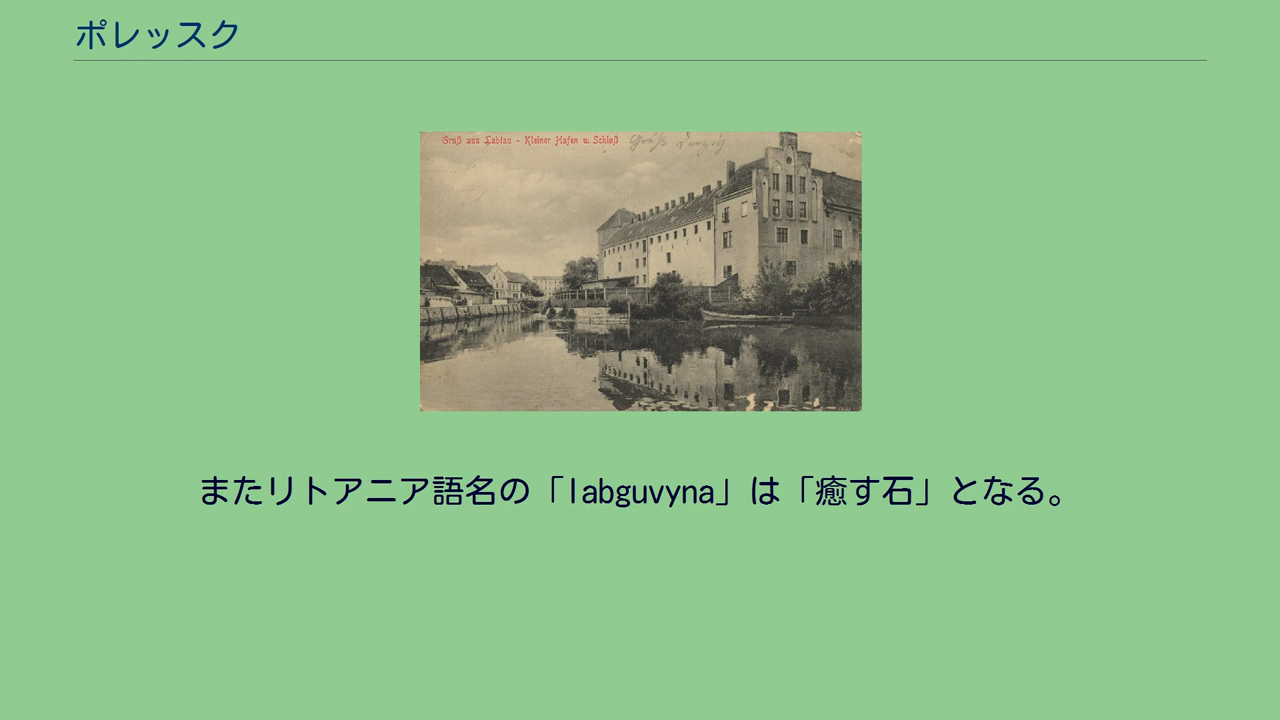 ポレッスク
Gruß aus Labiau - Kleiner Hafen u. Schloß
またリトアニア語名の「labguvyna」は「癒す石」となる。